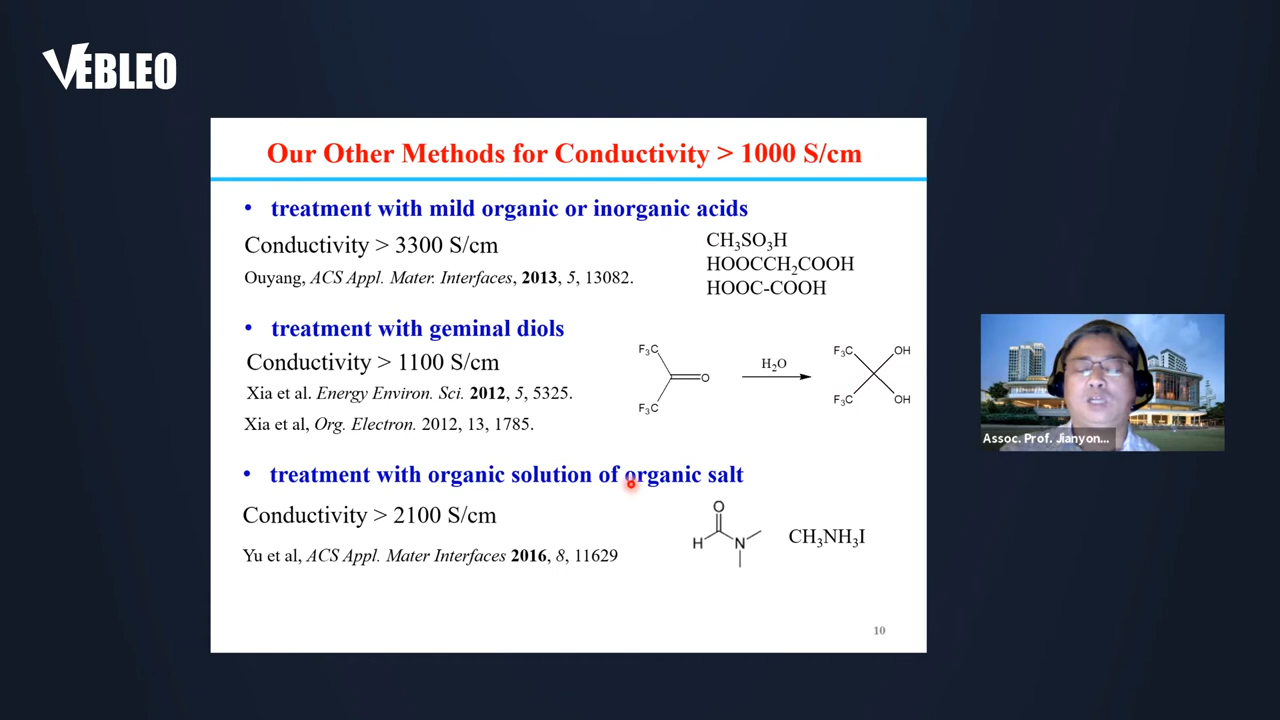 VEBLEO
Our Other Methods for Conductivity > 1000 S/cm
• treatment with mild organic or inorganic acids
Conductivity > 3300 S/cm
Ouyang, ACS Appl. Mater. Interfaces, 2013, 5, 13082.
CH₃SO₃H
HOOCCH₂COOH
HOOC-COOH
• treatment with geminal diols
Conductivity > 1100 S/cm
Xia et al. Energy Environ. Sci. 2012, 5, 5325.
Xia et al, Org. Electron. 2012, 13, 1785.
F₃C
O
F₃C
H₂O
F₃C OH
F₃C OH
• treatment with organic solution of organic salt
Conductivity > 2100 S/cm
Yu et al, ACS Appl. Mater Interfaces 2016, 8, 11629
O
H N
CH₃NH₃I
10
Assoc. Prof. Jianyon...